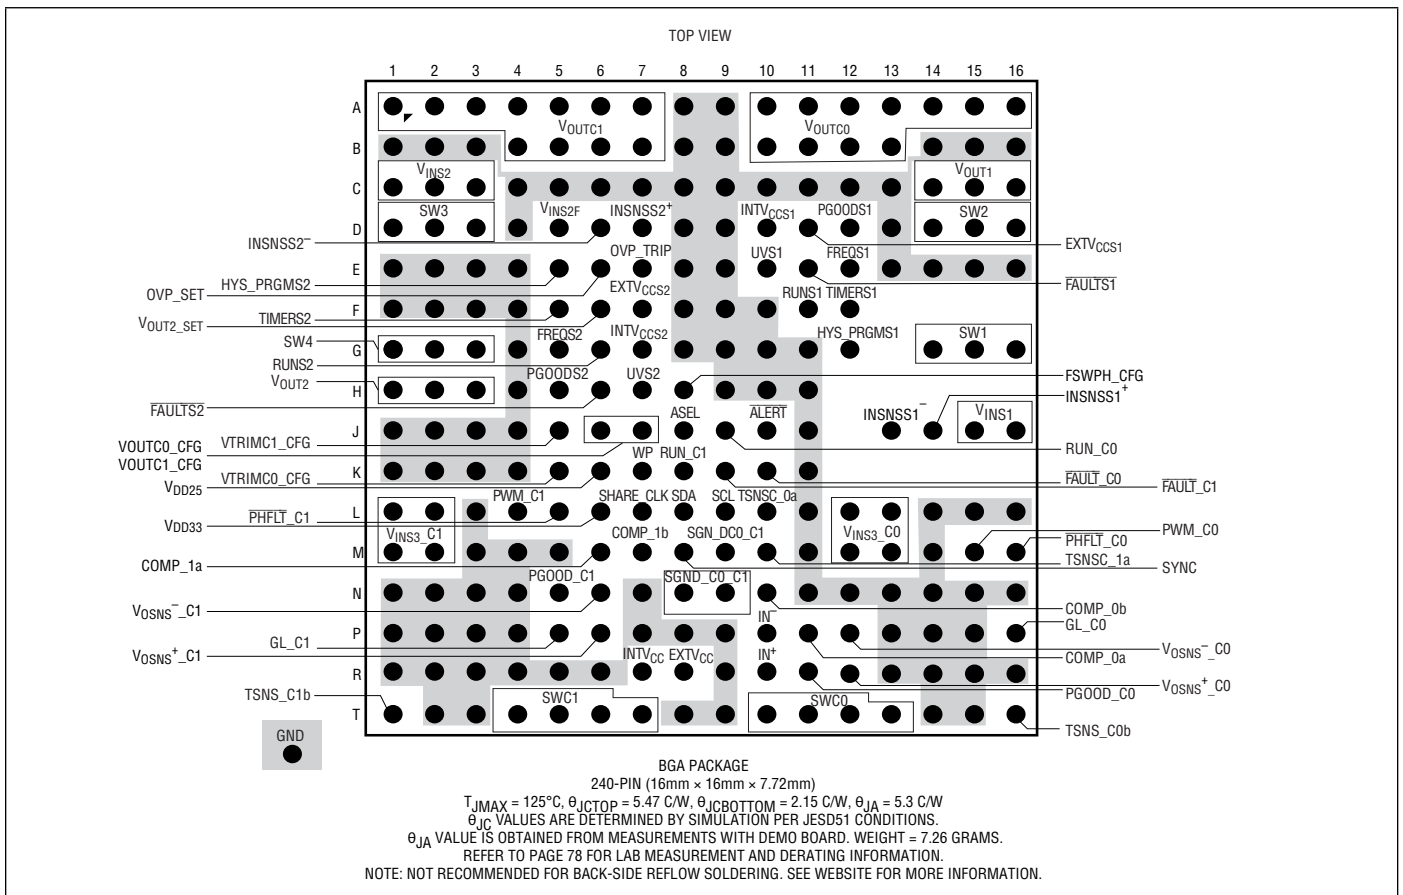 TOP VIEW
1 2 3 4 5 6 7 8 9 10 11 12 13 14 15 16
A
VOUTC1 VOUTC0
B
VINS2 VOUT1
C
SW3 VINS2F INSNSS2+ INTVCCS1 PGOODS1 SW2
D
INSNSS2– EXTVCCS1
OVP_TRIP UVS1 FREQS1
E
HYS_PRGMS2 FAULTS1
OVP_SET EXTVCCS2 RUNS1 TIMERS1
F
TIMERS2
VOUT2_SET
FREQS2 INTVCCS2 HYS_PRGMS1 SW1
SW4
G
RUNS2
PGOODS2 UVS2 FSWPH_CFG
VOUT2
H
INSNSS1+
FAULTS2 ASEL ALERT INSNSS1– VINS1
J
VTRIMC1_CFG
VOUTC0_CFG RUN_C0
WP RUN_C1
VOUTC1_CFG
K
VTRIMC0_CFG FAULT_C0
VDD25 FAULT_C1
PWM_C1 SHARE_CLK SDA SCL TSNSC_0a
L
PHFLT_C1
VDD33 PWM_C0
VINS3_C1 COMP_1b SGN_DC0_C1 VINS3_C0
PHFLT_C0
M
COMP_1a TSNSC_1a
SYNC
PGOOD_C1 SGND_C0_C1
N
VOSNS–_C1 COMP_0b
IN–
GL_C0
P
GL_C1 VOSNS–_C0
VOSNS+_C1 INTVCC EXTVCC IN+ COMP_0a
R
VOSNS+_C0
TSNS_C1b SWC1 SWC0 PGOOD_C0
T
TSNS_C0b
GND
BGA PACKAGE
240-PIN (16mm × 16mm × 7.72mm)
TJMAX = 125°C, θJCTOP = 5.47 C/W, θJCBOTTOM = 2.15 C/W, θJA = 5.3 C/W
θJC VALUES ARE DETERMINED BY SIMULATION PER JESD51 CONDITIONS.
θJA VALUE IS OBTAINED FROM MEASUREMENTS WITH DEMO BOARD. WEIGHT = 7.26 GRAMS.
REFER TO PAGE 78 FOR LAB MEASUREMENT AND DERATING INFORMATION.
NOTE: NOT RECOMMENDED FOR BACK-SIDE REFLOW SOLDERING. SEE WEBSITE FOR MORE INFORMATION.